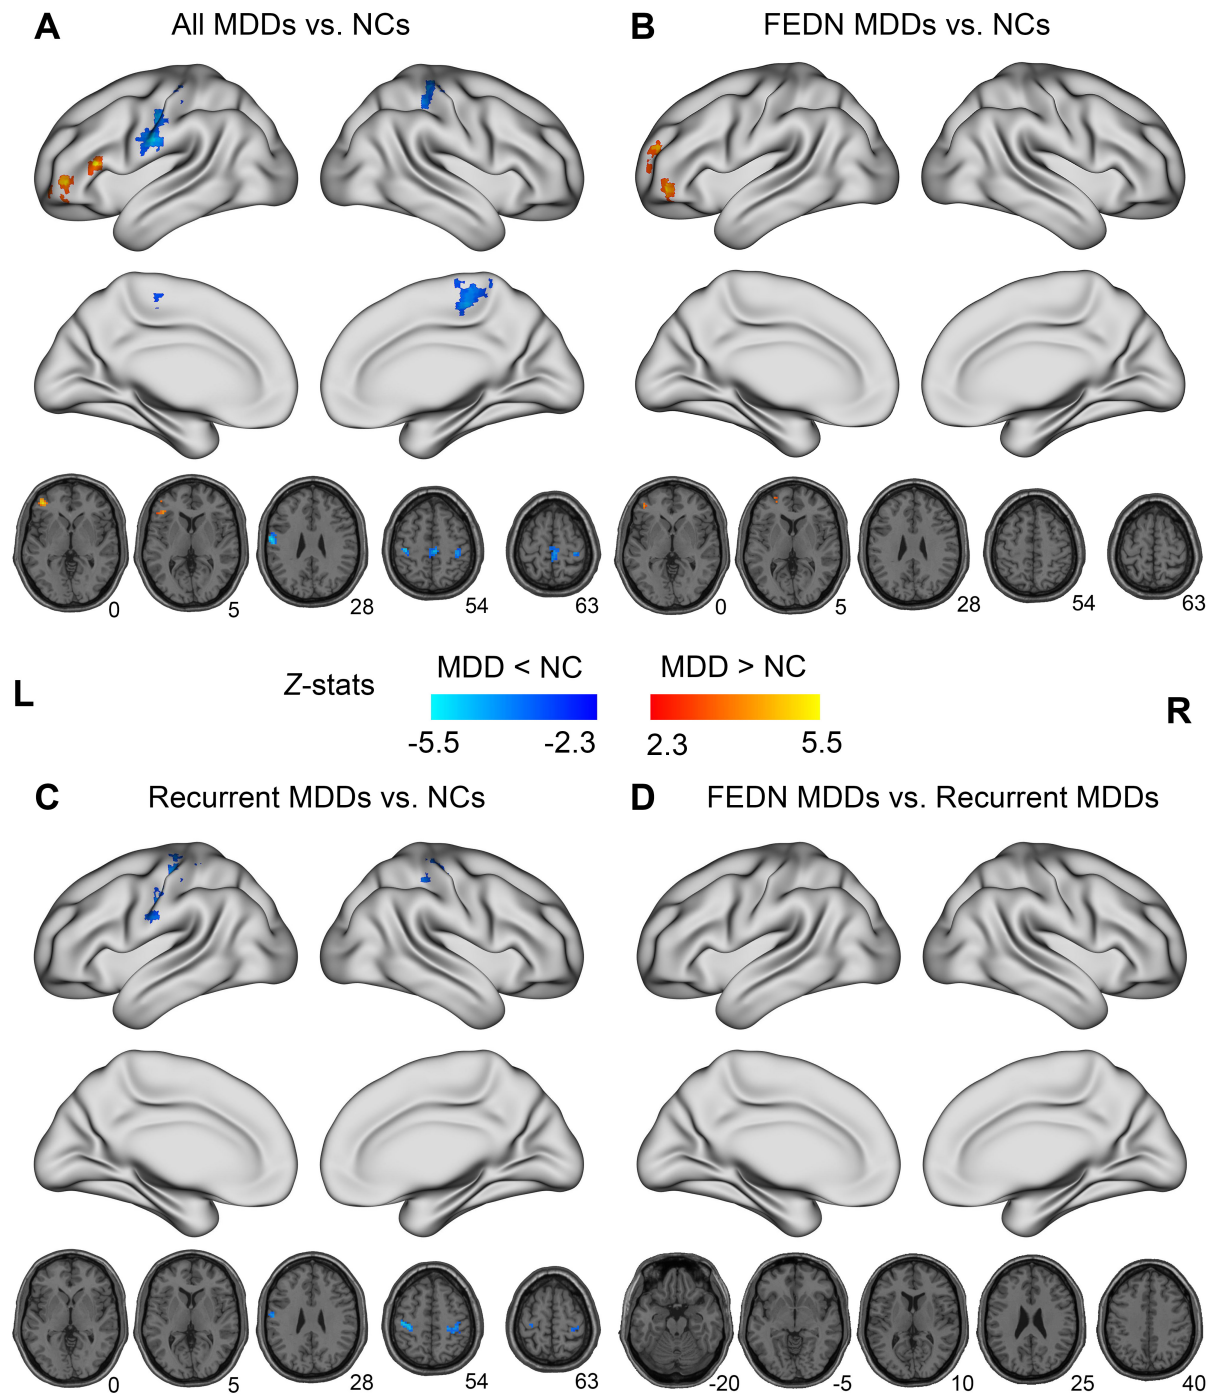 A All MDDs vs. NCs
B FEDN MDDs vs. NCs
0 5 28 54 63
0 5 28 54 63
L
Z-stats
MDD < NC
-5.5 -2.3
MDD > NC
2.3 5.5
R
C Recurrent MDDs vs. NCs
D FEDN MDDs vs. Recurrent MDDs
0 5 28 54 63
-20 -5 10 25 40